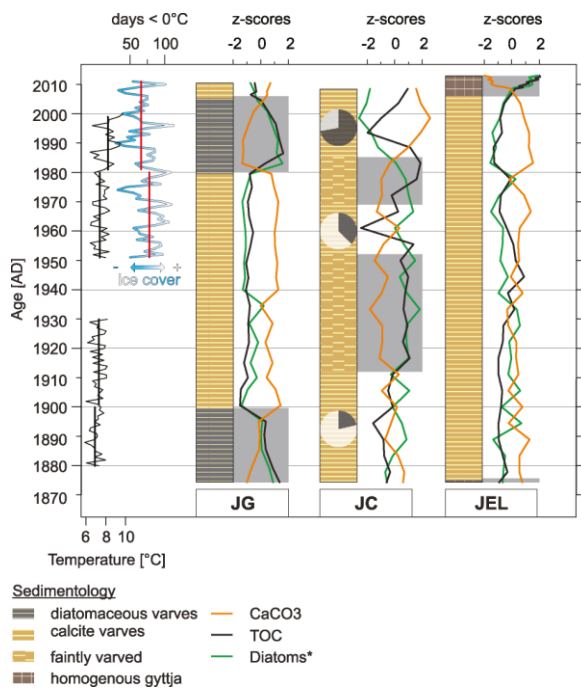 days < 0°C
50 100
z-scores
-2 0 2
z-scores
-2 0 2
z-scores
-2 0 2
2010
2000
1990
1980
1970
1960
1950
1940
1930
1920
1910
1900
1890
1880
1870
Age [AD]
- +
ice cover
JG
JC
JEL
6 8 10
Temperature [°C]
Sedimentology
diatomaceous varves
calcite varves
faintly varved
homogenous gyttja
CaCO3
TOC
Diatoms*